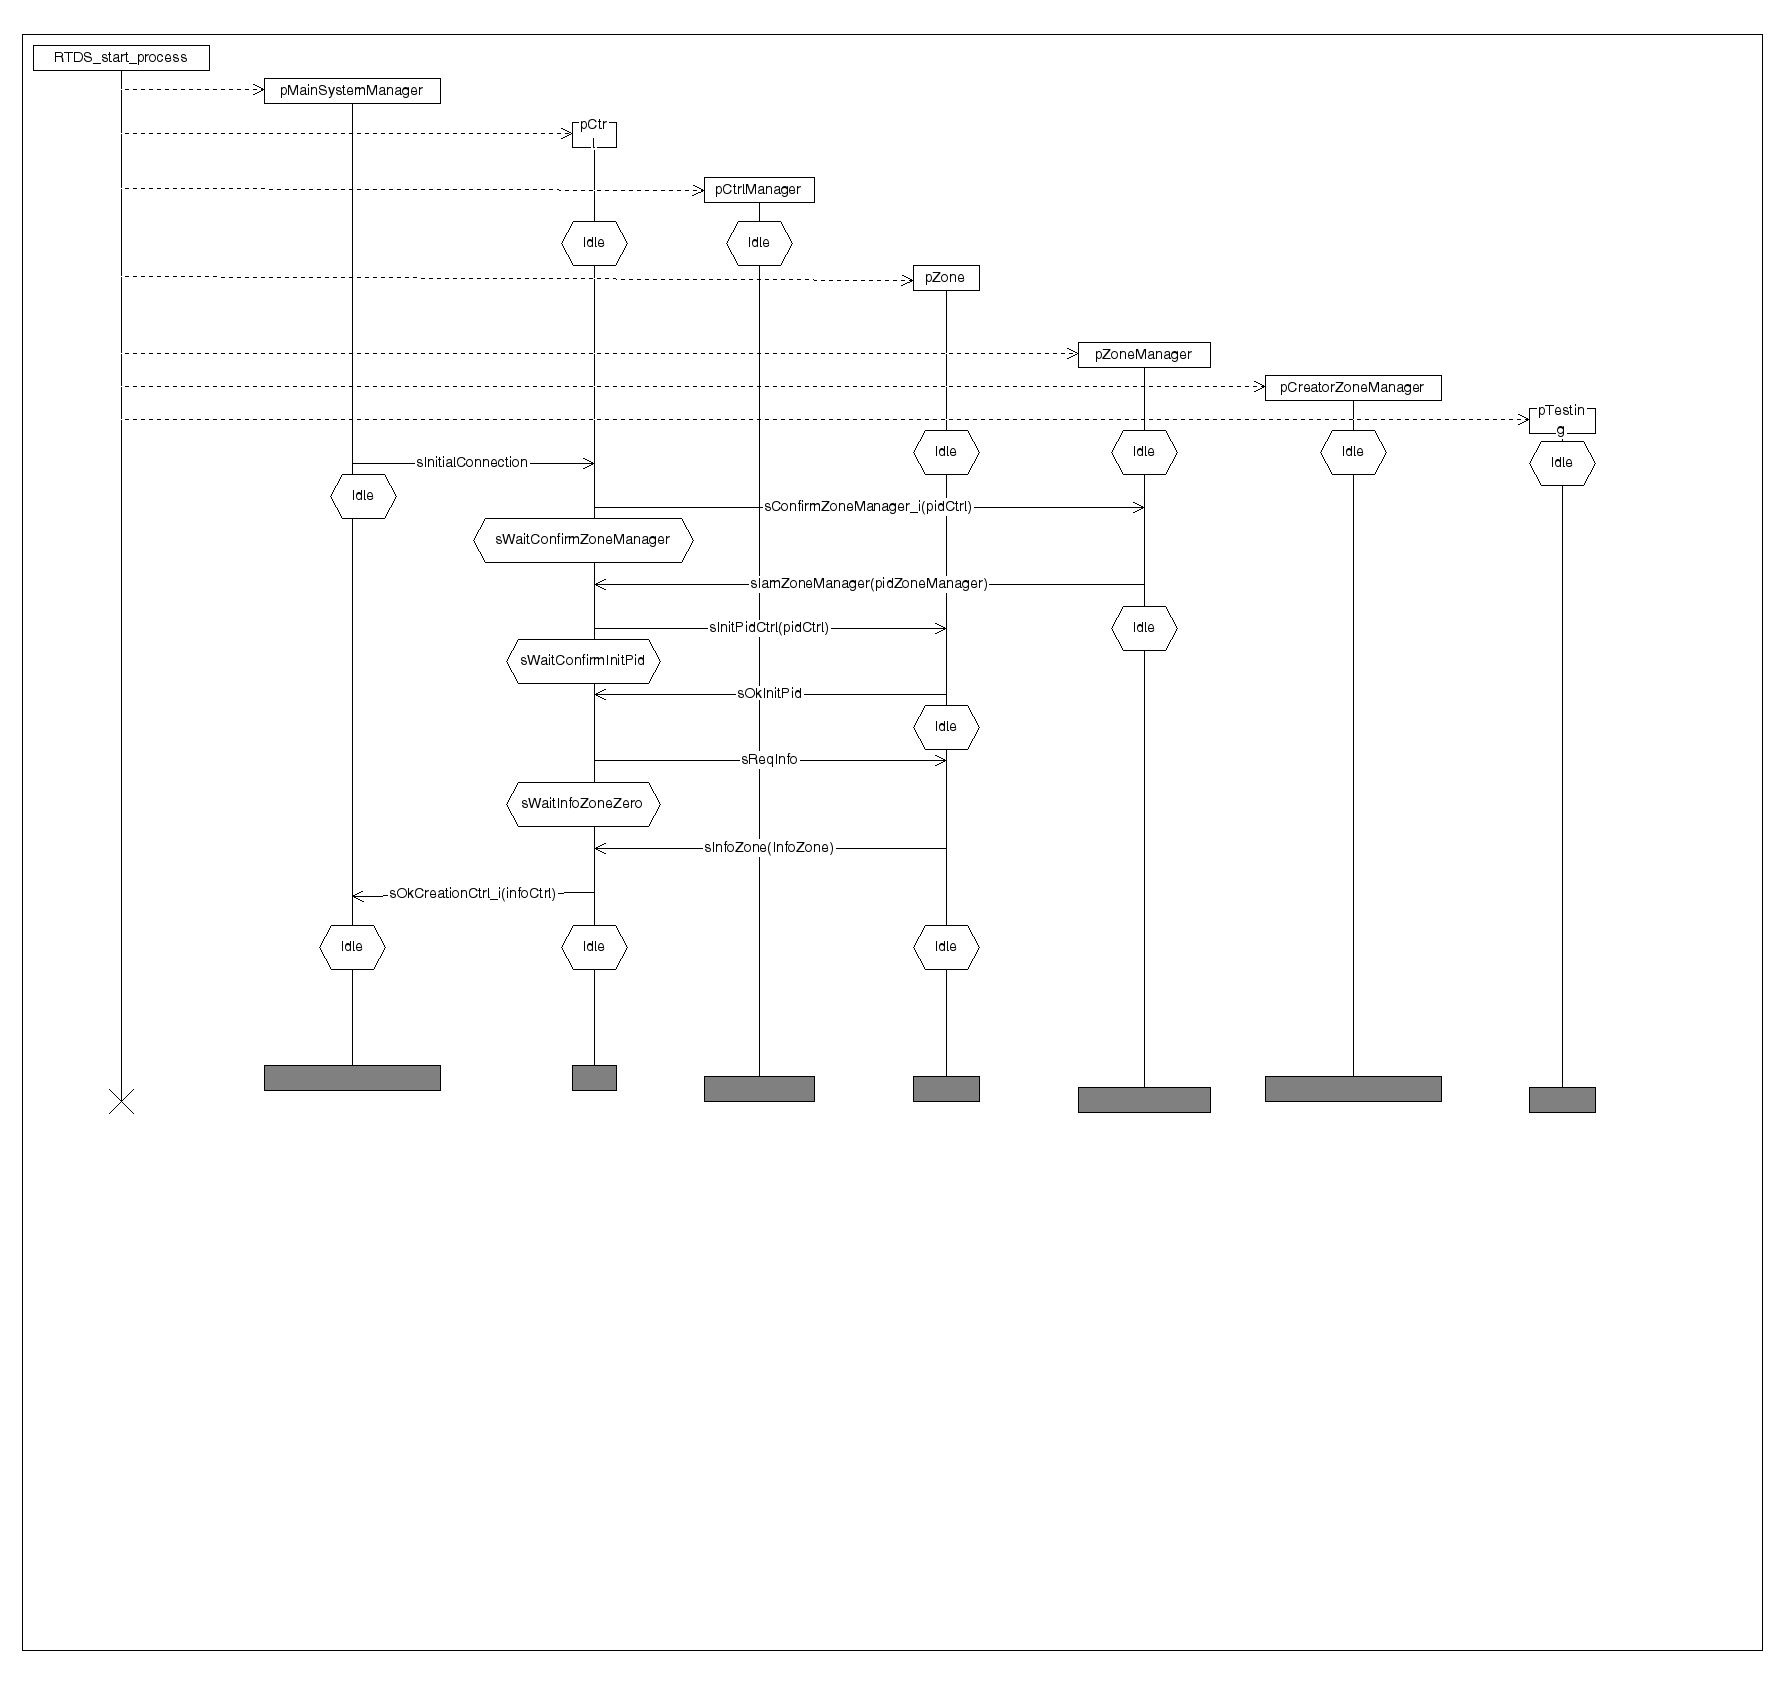 RTDS_start_process
pMainSystemManager
pCtr
l
pCtrlManager
Idle
Idle
pZone
pZoneManager
pCreatorZoneManager
pTestin
g
Idle
Idle
Idle
Idle
sInitialConnection
Idle
sConfirmZoneManager_i(pidCtrl)
sWaitConfirmZoneManager
sIamZoneManager(pidZoneManager)
sInitPidCtrl(pidCtrl)
Idle
sWaitConfirmInitPid
sOkInitPid
Idle
sReqInfo
sWaitInfoZoneZero
sInfoZone(InfoZone)
sOkCreationCtrl_i(infoCtrl)
Idle
Idle
Idle